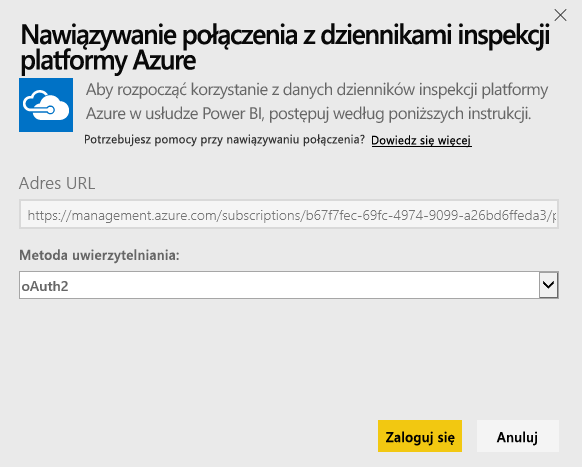 Nawiązywanie połączenia z dziennikami inspekcji
platformy Azure
Aby rozpocząć korzystanie z danych dzienników inspekcji platformy
Azure w usłudze Power BI, postępuj według poniższych instrukcji.
Potrzebujesz pomocy przy nawiązywaniu połączenia? Dowiedz się więcej
Adres URL
https://management.azure.com/subscriptions/b67f7fec-69fc-4974-9099-a26bd6ffeda3/p
Metoda uwierzytelniania:
oAuth2
Zaloguj się Anuluj